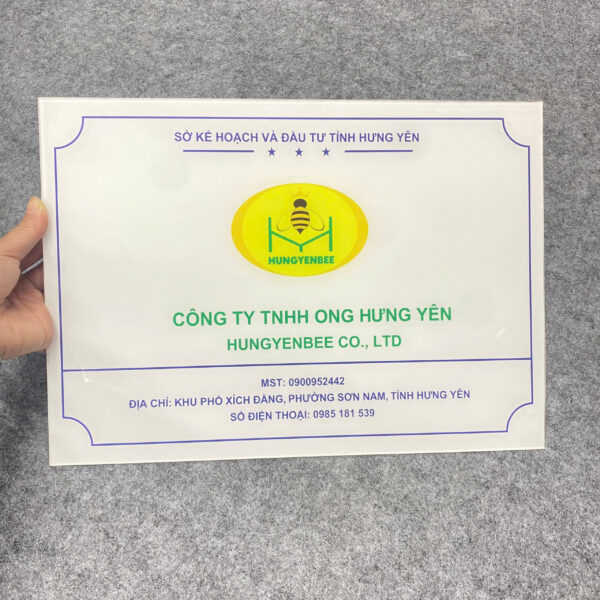 SỞ KẾ HOẠCH VÀ ĐẦU TƯ TỈNH HƯNG YÊN
HUNGYENBEE
CÔNG TY TNHH ONG HƯNG YÊN
HUNGYENBEE CO., LTD
MST: 0900952442
ĐỊA CHỈ: KHU PHỐ XÍCH ĐẰNG, PHƯỜNG SƠN NAM, TỈNH HƯNG YÊN
SỐ ĐIỆN THOẠI: 0985 181 539